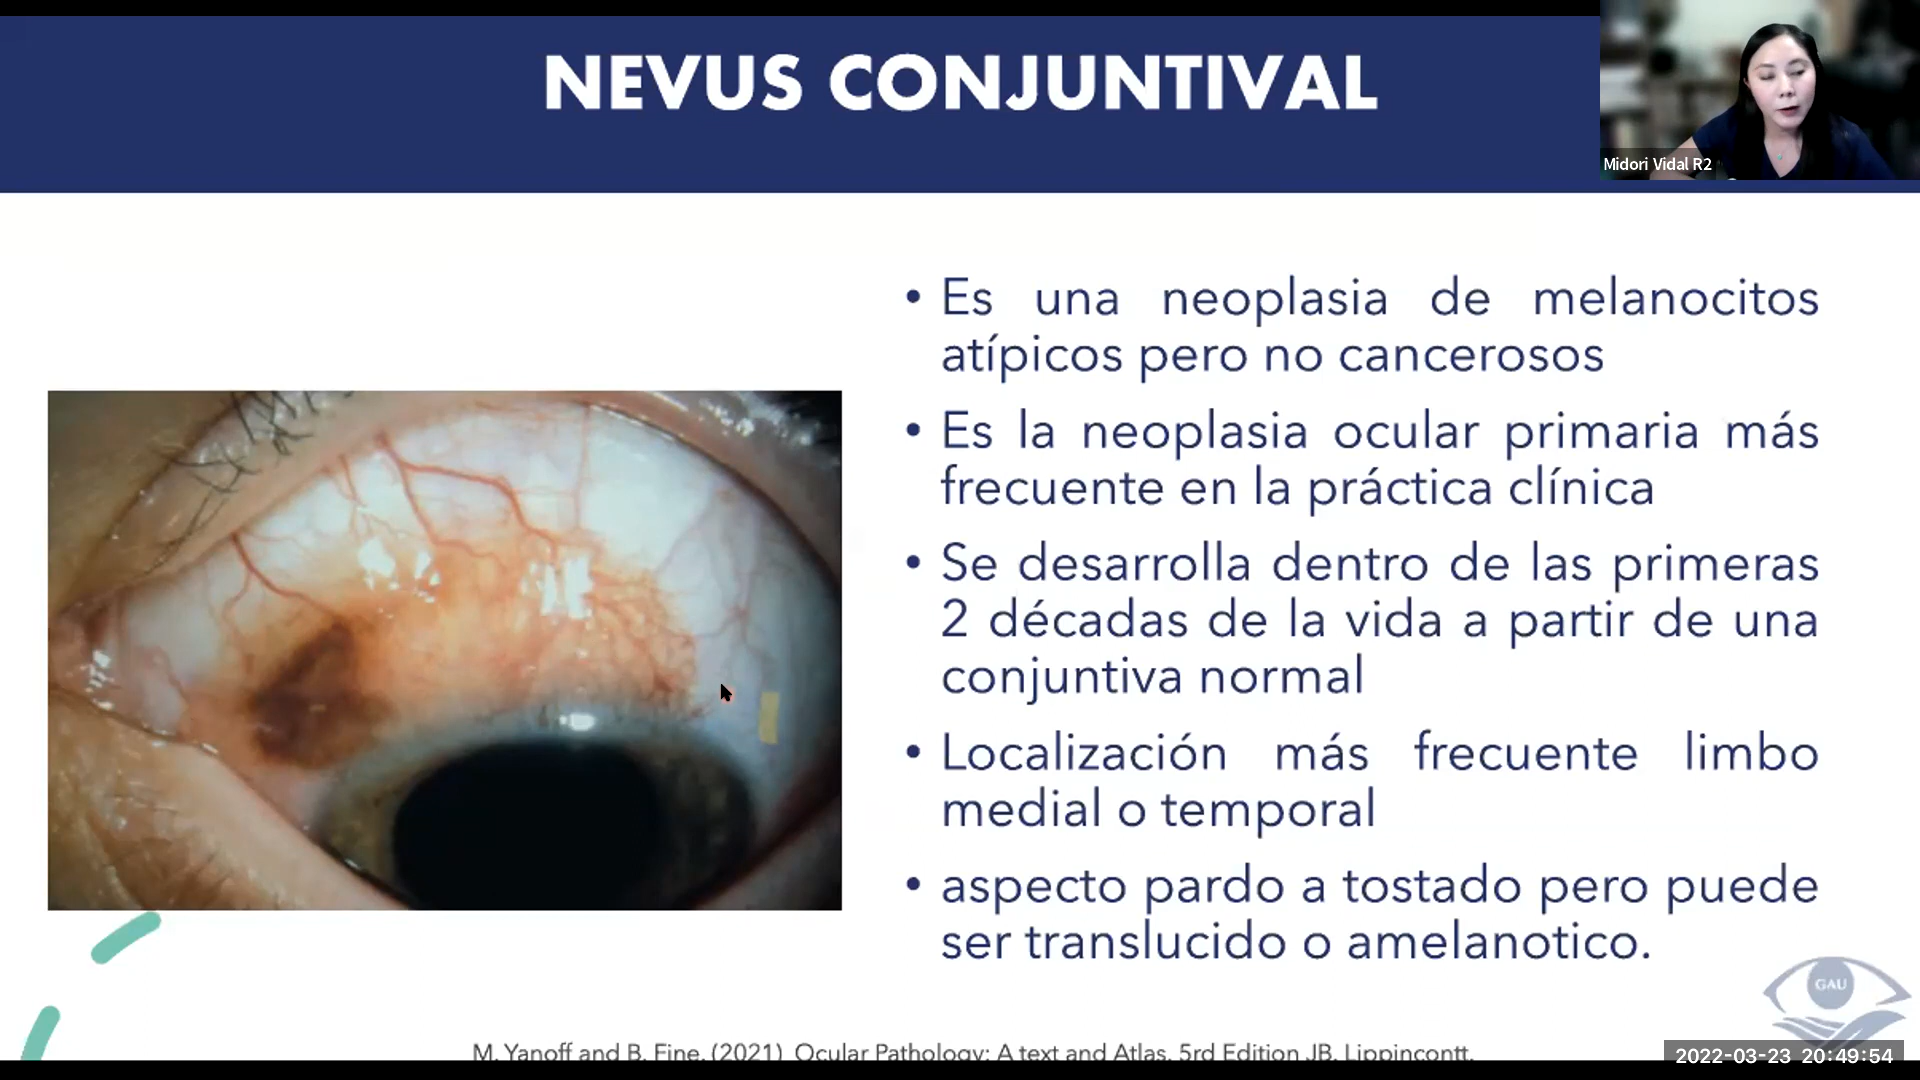 NEVUS CONJUNTIVAL
Midori Vidal R2
• Es una neoplasia de melanocitos
atípicos pero no cancerosos
• Es la neoplasia ocular primaria más
frecuente en la práctica clínica
• Se desarrolla dentro de las primeras
2 décadas de la vida a partir de una
conjuntiva normal
• Localización más frecuente limbo
medial o temporal
• aspecto pardo a tostado pero puede
ser translucido o amelanotico.
GAU
M. Yanoff and B. Fine. (2021) Ocular Pathology: A text and Atlas. 5rd Edition JB. Lippincontt.
2022-03-23 20:49:54